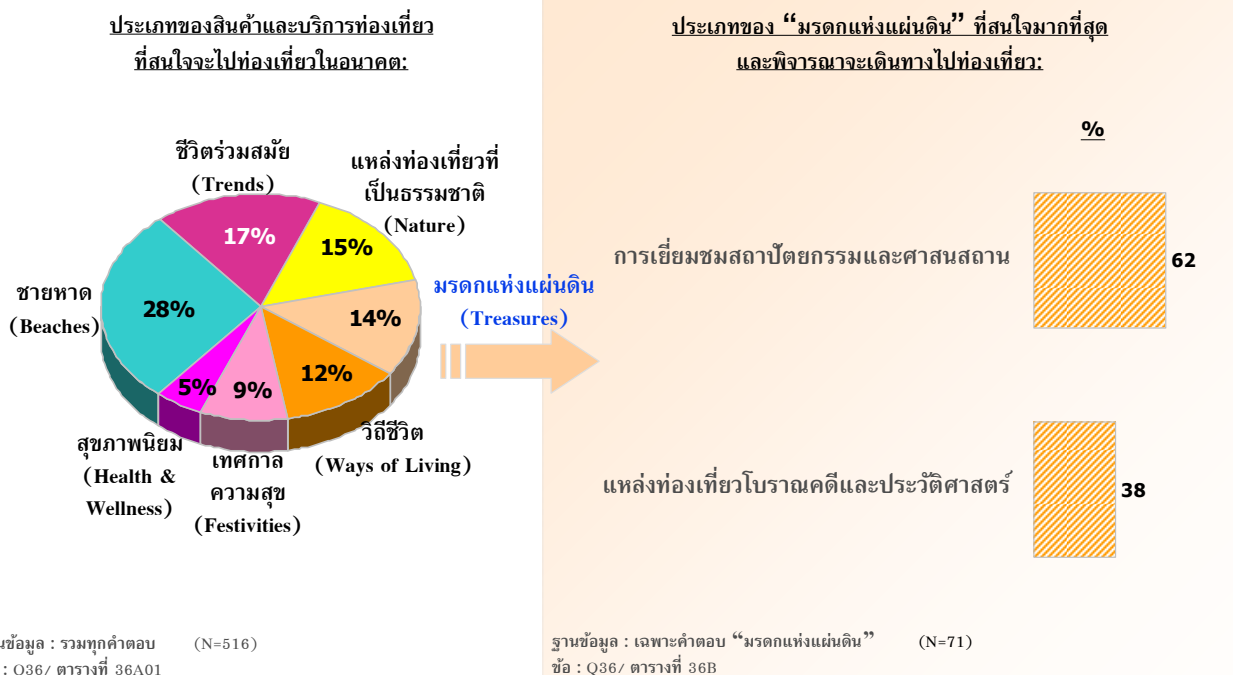 ประเภทของสินค้าและบริการท่องเที่ยว
ที่สนใจจะไปท่องเที่ยวในอนาคต:
ชีวิตร่วมสมัย
(Trends)
แหล่งท่องเที่ยวที่
เป็นธรรมชาติ
(Nature)
17%
15%
ชายหาด
(Beaches)
28%
14%
มรดกแห่งแผ่นดิน
(Treasures)
5%
9%
12%
สุขภาพนิยม
(Health &
Wellness)
เทศกาล
ความสุข
(Festivities)
วิถีชีวิต
(Ways of Living)
นข้อมูล : รวมทุกคำตอบ (N=516)
: Q36/ ตารางที่ 36A01
ประเภทของ “มรดกแห่งแผ่นดิน” ที่สนใจมากที่สุด
และพิจารณาจะเดินทางไปท่องเที่ยว:
%
การเยี่ยมชมสถาปัตยกรรมและศาสนสถาน
62
แหล่งท่องเที่ยวโบราณคดีและประวัติศาสตร์
38
ฐานข้อมูล : เฉพาะคำตอบ “มรดกแห่งแผ่นดิน” (N=71)
ข้อ : Q36/ ตารางที่ 36B